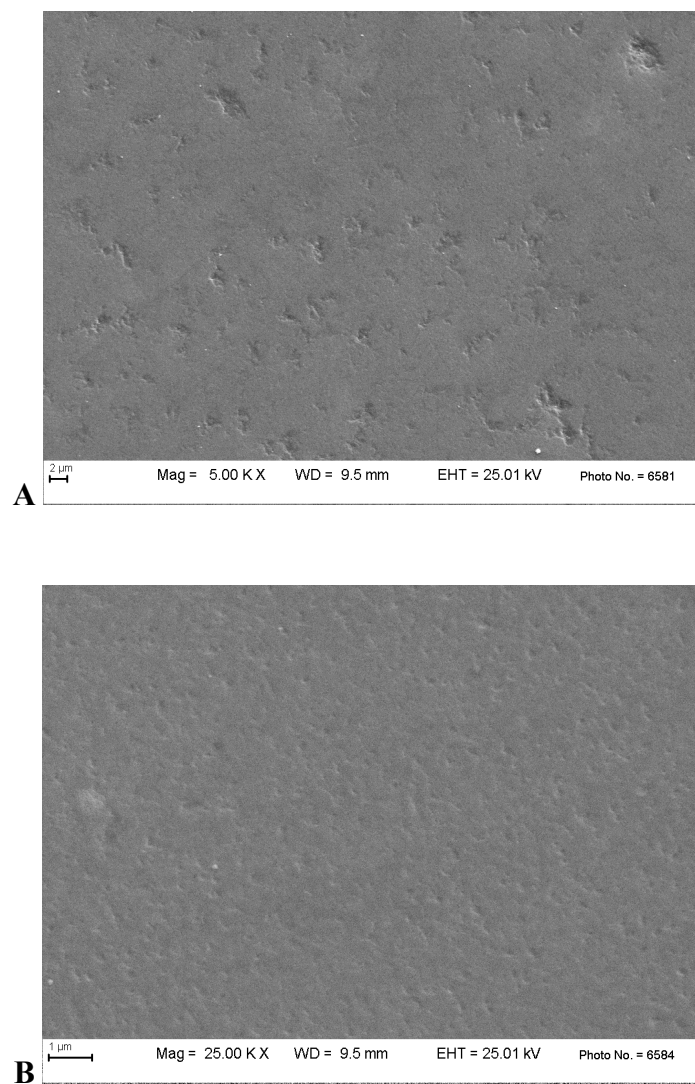 2 µm
Mag = 5.00 K X WD = 9.5 mm EHT = 25.01 kV Photo No. = 6581
A
1 µm
Mag = 25.00 K X WD = 9.5 mm EHT = 25.01 kV Photo No. = 6584
B